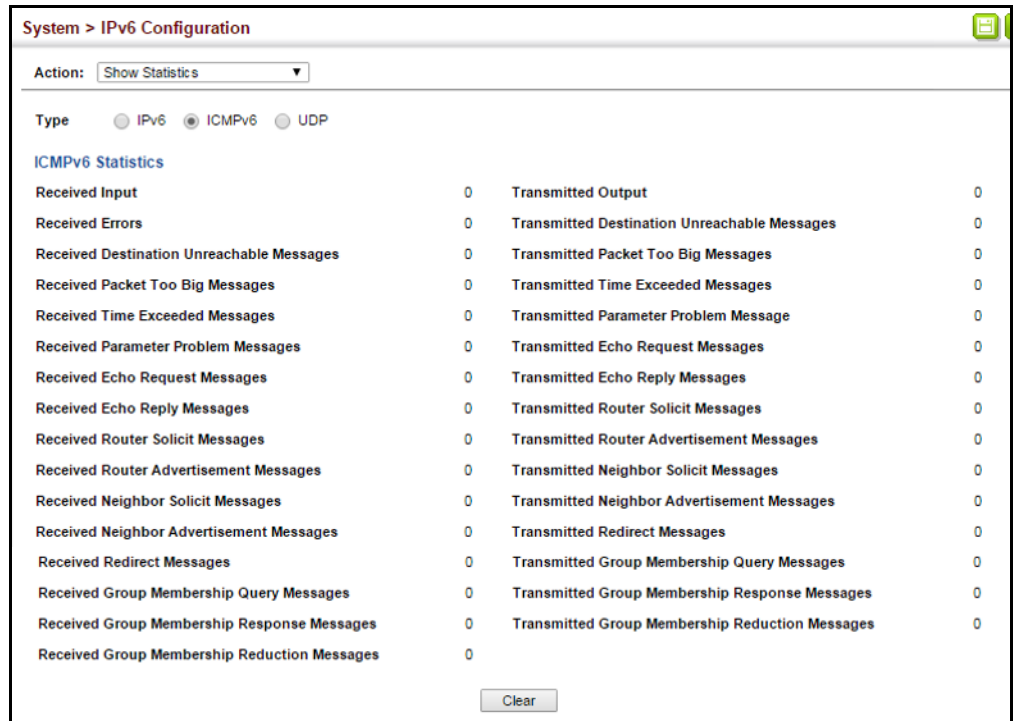 System > IPv6 Configuration
Action: Show Statistics
Type IPv6 ICMPv6 UDP
ICMPv6 Statistics
Received Input 0 Transmitted Output 0
Received Errors 0 Transmitted Destination Unreachable Messages 0
Received Destination Unreachable Messages 0 Transmitted Packet Too Big Messages 0
Received Packet Too Big Messages 0 Transmitted Time Exceeded Messages 0
Received Time Exceeded Messages 0 Transmitted Parameter Problem Message 0
Received Parameter Problem Messages 0 Transmitted Echo Request Messages 0
Received Echo Request Messages 0 Transmitted Echo Reply Messages 0
Received Echo Reply Messages 0 Transmitted Router Solicit Messages 0
Received Router Solicit Messages 0 Transmitted Router Advertisement Messages 0
Received Router Advertisement Messages 0 Transmitted Neighbor Solicit Messages 0
Received Neighbor Solicit Messages 0 Transmitted Neighbor Advertisement Messages 0
Received Neighbor Advertisement Messages 0 Transmitted Redirect Messages 0
Received Redirect Messages 0 Transmitted Group Membership Query Messages 0
Received Group Membership Query Messages 0 Transmitted Group Membership Response Messages 0
Received Group Membership Response Messages 0 Transmitted Group Membership Reduction Messages 0
Received Group Membership Reduction Messages 0
Clear